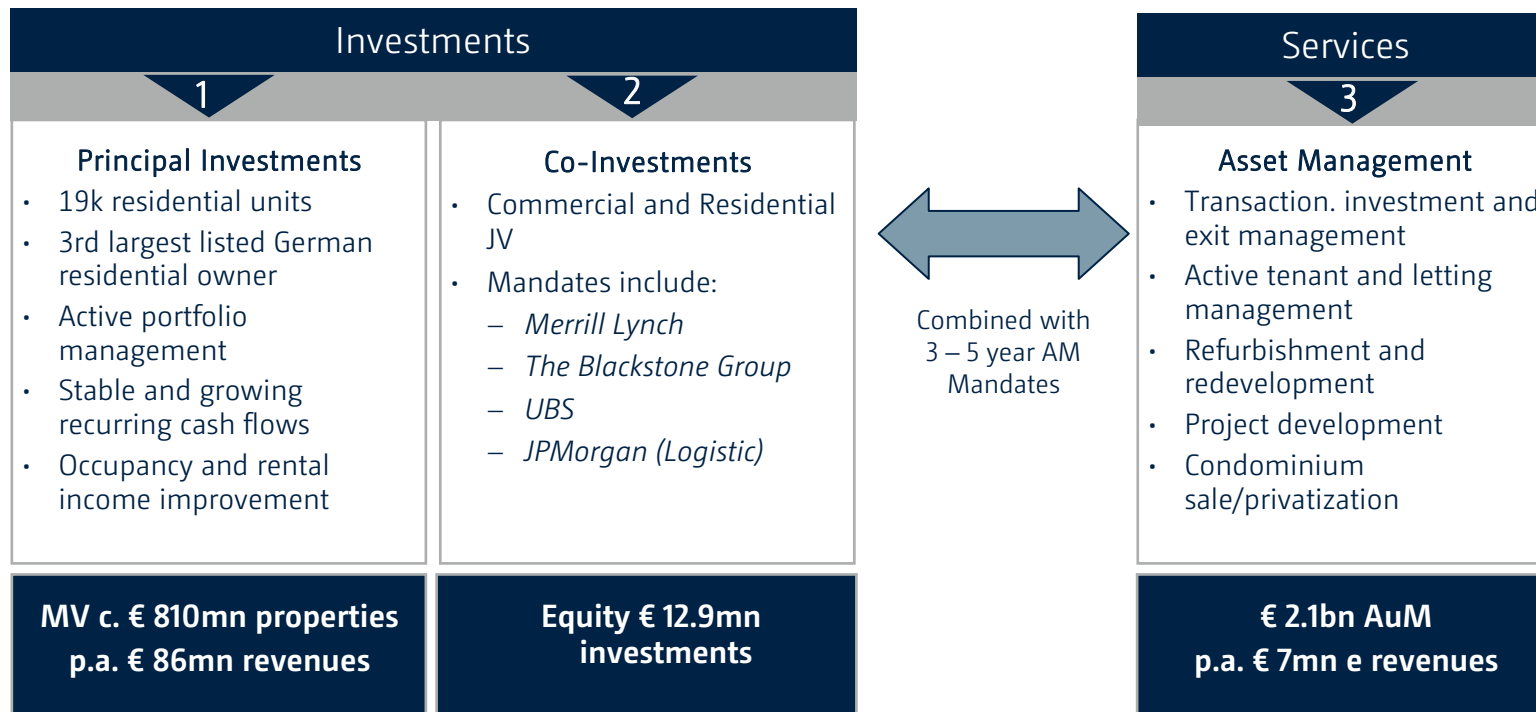 Investments
1
2
Principal Investments
• 19k residential units
• 3rd largest listed German
residential owner
• Active portfolio
management
• Stable and growing
recurring cash flows
• Occupancy and rental
income improvement
MV c. € 810mn properties
p.a. € 86mn revenues
Co-Investments
• Commercial and Residential
JV
• Mandates include:
– Merrill Lynch
– The Blackstone Group
– UBS
– JPMorgan (Logistic)
Equity € 12.9mn
investments
Combined with
3 – 5 year AM
Mandates
Services
3
Asset Management
• Transaction. investment and
exit management
• Active tenant and letting
management
• Refurbishment and
redevelopment
• Project development
• Condominium
sale/privatization
€ 2.1bn AuM
p.a. € 7mn e revenues